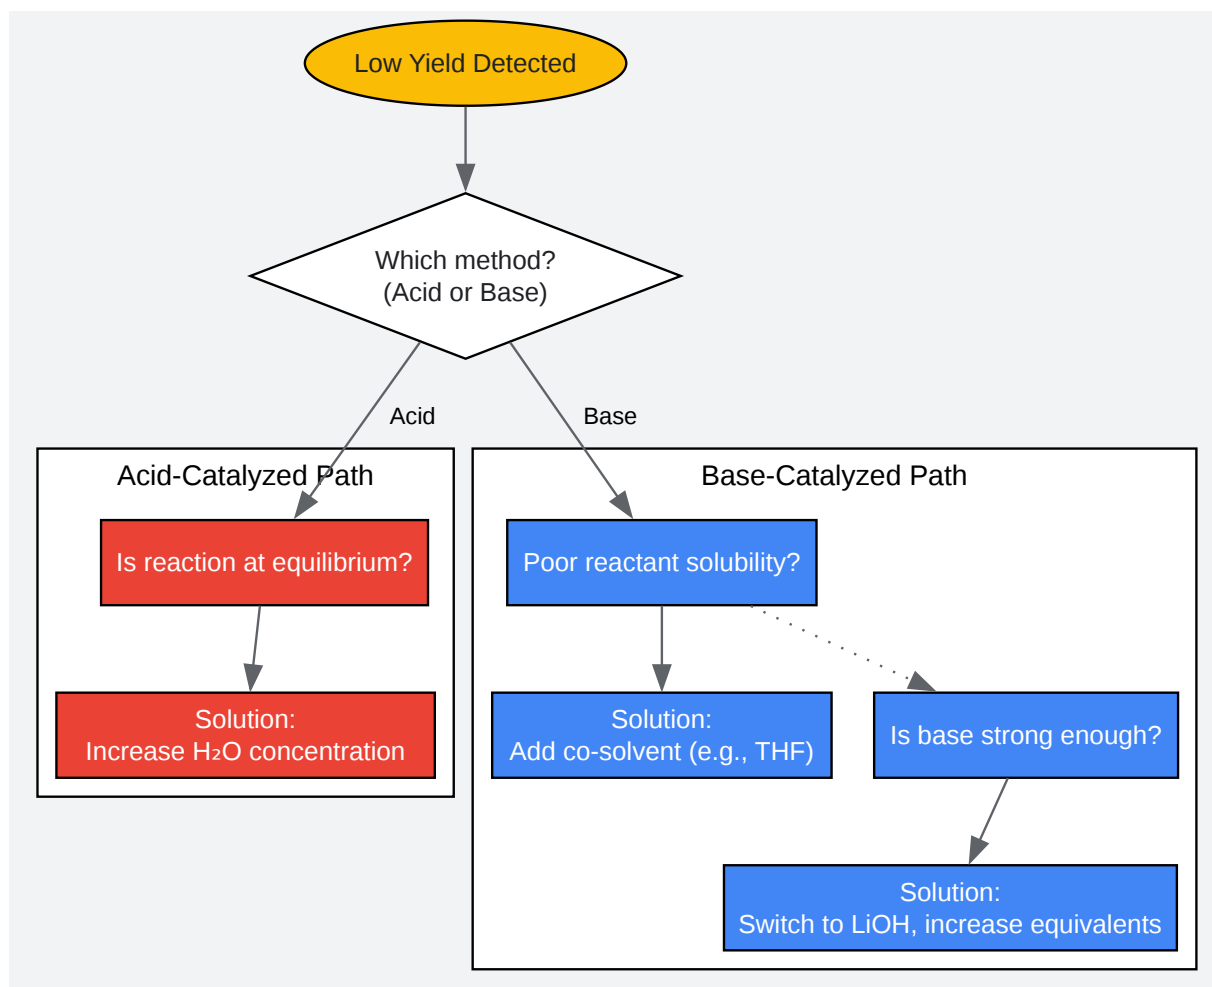 Low Yield Detected
Which method?
(Acid or Base)
Acid
Base
Acid-Catalyzed Path
Is reaction at equilibrium?
Solution:
Increase H₂O concentration
Base-Catalyzed Path
Poor reactant solubility?
Solution:
Add co-solvent (e.g., THF)
Is base strong enough?
Solution:
Switch to LiOH, increase equivalents